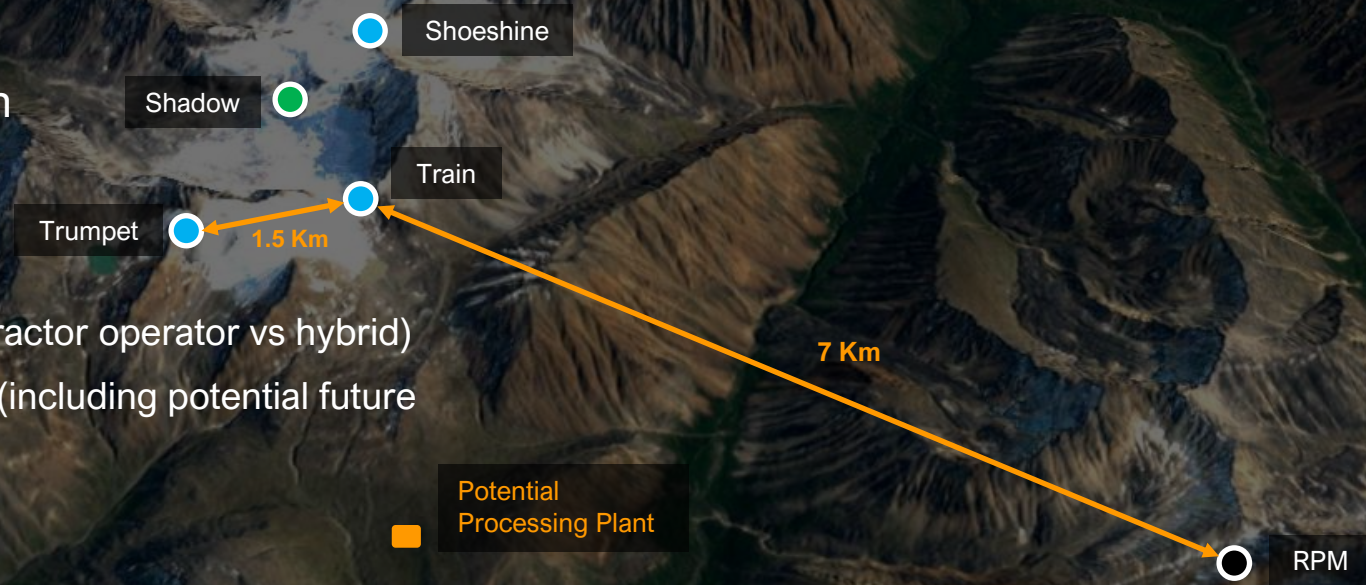 Shoeshine
Shadow
Train
Trumpet
1.5 Km
operator vs hybrid)
7 Km
(including potential future
Potential
Processing Plant
RPM